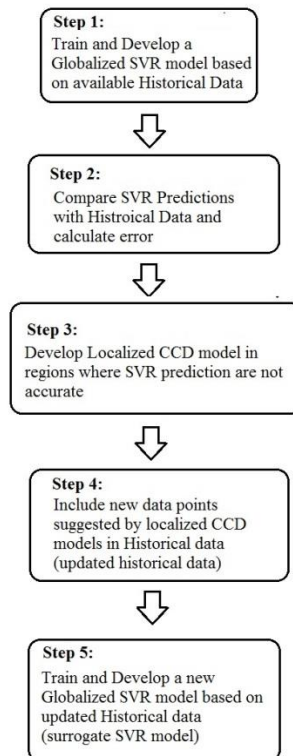 Step 1:
Train and Develop a
Globalized SVR model based
on available Historical Data
Step 2:
Compare SVR Predictions
with Histroical Data and
calculate error
Step 3:
Develop Localized CCD model in
regions where SVR prediction are not
accurate
Step 4:
Include new data points
suggested by localized CCD
models in Historical data
(updated historical data)
Step 5:
Train and Develop a new
Globalized SVR model based on
updated Historical data
(surrogate SVR model)